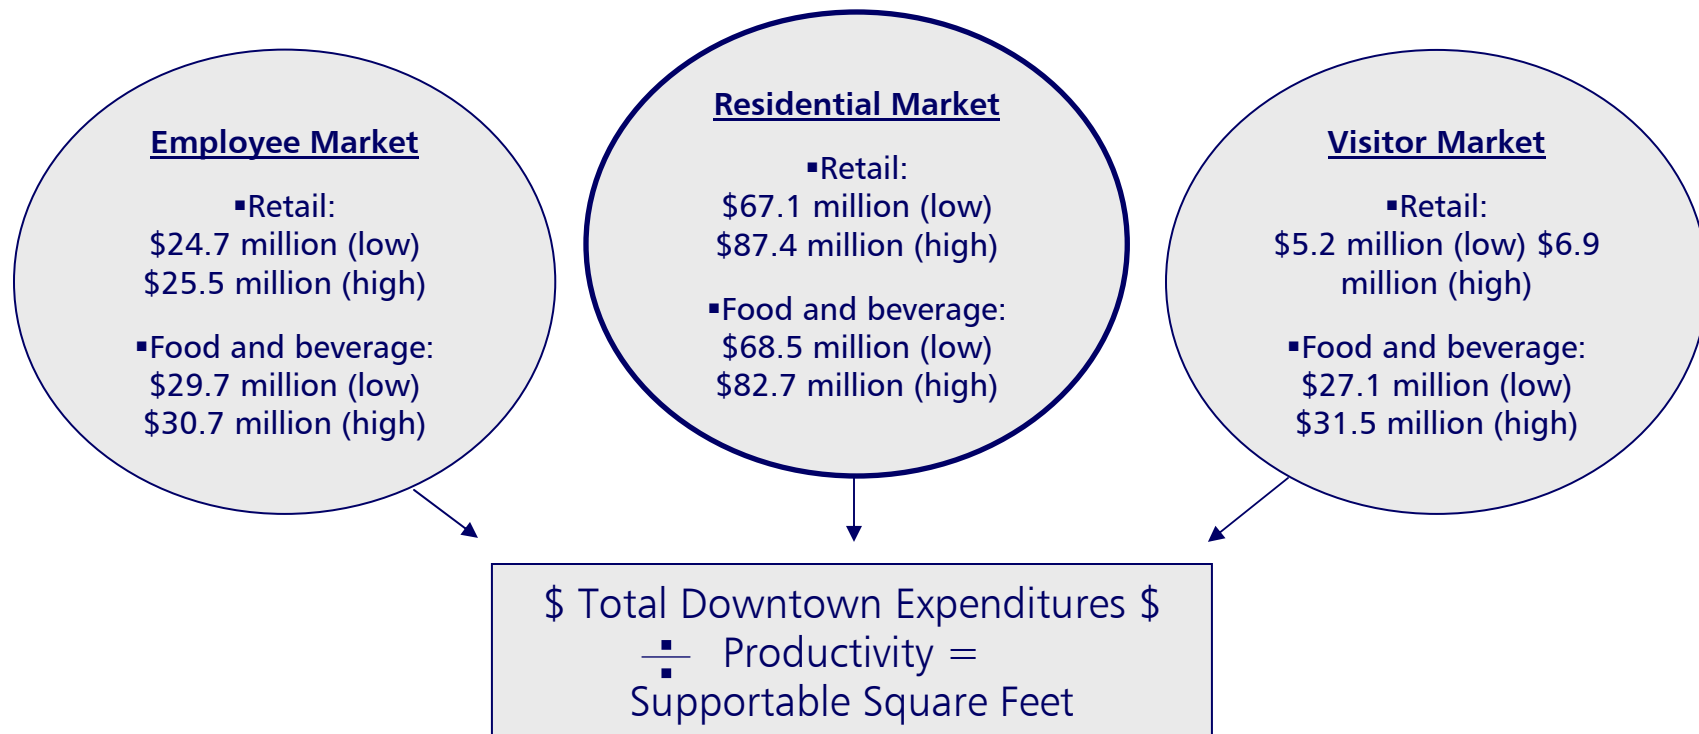 Employee Market
▪Retail:
$24.7 million (low)
$25.5 million (high)
▪Food and beverage:
$29.7 million (low)
$30.7 million (high)
Residential Market
▪Retail:
$67.1 million (low)
$87.4 million (high)
▪Food and beverage:
$68.5 million (low)
$82.7 million (high)
Visitor Market
▪Retail:
$5.2 million (low) $6.9
million (high)
▪Food and beverage:
$27.1 million (low)
$31.5 million (high)
$ Total Downtown Expenditures $
÷ Productivity =
Supportable Square Feet